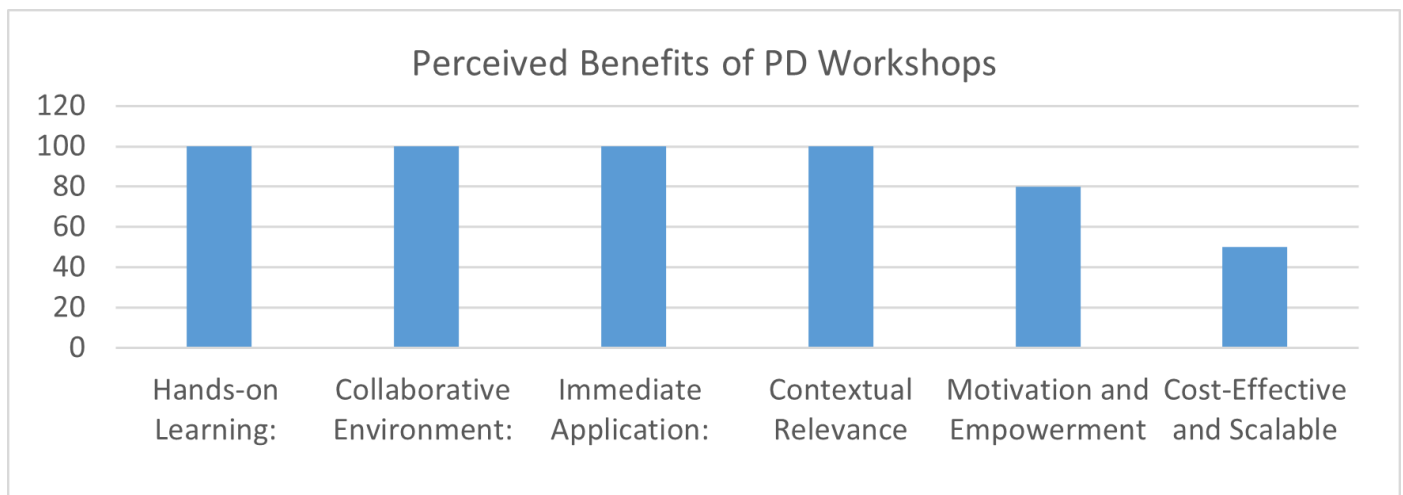 Perceived Benefits of PD Workshops
120
100
80
60
40
20
0
Hands-on Learning:
Collaborative Environment:
Immediate Application:
Contextual Relevance
Motivation and Empowerment
Cost-Effective and Scalable